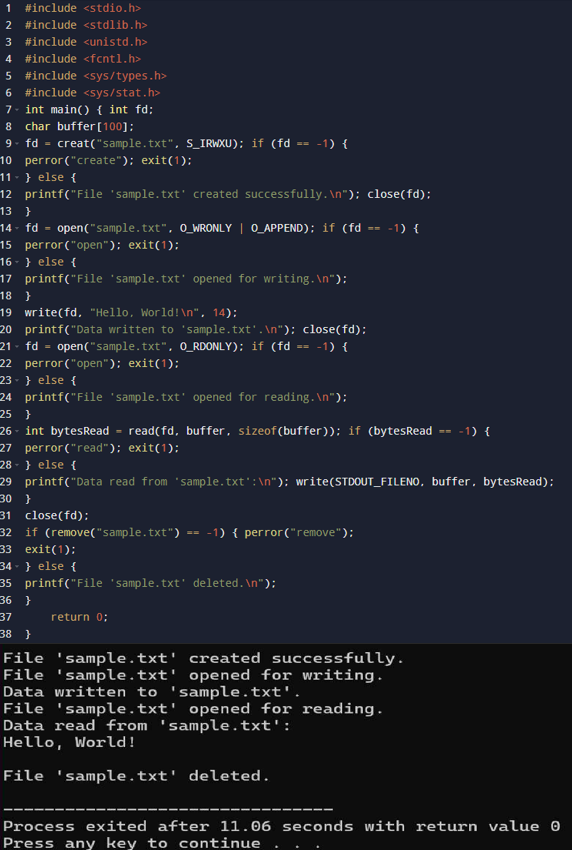 1 #include <stdio.h>
2 #include <stdlib.h>
3 #include <unistd.h>
4 #include <fcntl.h>
5 #include <sys/types.h>
6 #include <sys/stat.h>
7 int main() { int fd;
8 char buffer[100];
9 fd = creat("sample.txt", S_IRWXU); if (fd == -1) {
10 perror("create"); exit(1);
11 } else {
12 printf("File 'sample.txt' created successfully.\n"); close(fd);
13 }
14 fd = open("sample.txt", O_WRONLY | O_APPEND); if (fd == -1) {
15 perror("open"); exit(1);
16 } else {
17 printf("File 'sample.txt' opened for writing.\n");
18 }
19 write(fd, "Hello, World!\n", 14);
20 printf("Data written to 'sample.txt'.\n"); close(fd);
21 fd = open("sample.txt", O_RDONLY); if (fd == -1) {
22 perror("open"); exit(1);
23 } else {
24 printf("File 'sample.txt' opened for reading.\n");
25 }
26 int bytesRead = read(fd, buffer, sizeof(buffer)); if (bytesRead == -1) {
27 perror("read"); exit(1);
28 } else {
29 printf("Data read from 'sample.txt':\n"); write(STDOUT_FILENO, buffer, bytesRead);
30 }
31 close(fd);
32 if (remove("sample.txt") == -1) { perror("remove");
33 exit(1);
34 } else {
35 printf("File 'sample.txt' deleted.\n");
36 }
37 return 0;
38 }
File 'sample.txt' created successfully.
File 'sample.txt' opened for writing.
Data written to 'sample.txt'.
File 'sample.txt' opened for reading.
Data read from 'sample.txt':
Hello, World!
File 'sample.txt' deleted.
--------------------------------
Process exited after 11.06 seconds with return value 0
Press any key to continue . . .